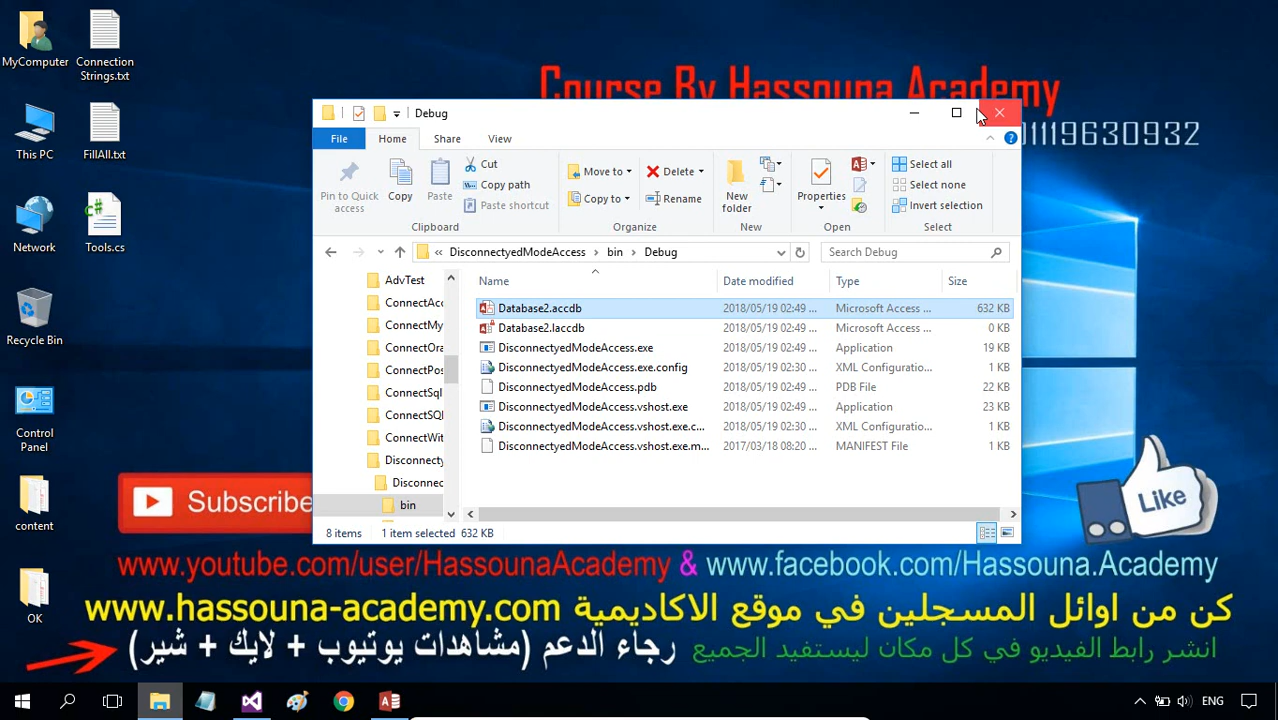 MyComputer
Connection Strings.txt
This PC
FillAll.txt
Network
Tools.cs
Recycle Bin
Control Panel
content
OK
Course By Hassouna Academy
01119630932
Debug
File Home Share View
Pin to Quick access
Copy
Paste
Cut
Copy path
Paste shortcut
Clipboard
Move to
Copy to
Delete
Rename
Organize
New folder
New
Properties
Open
Select all
Select none
Invert selection
Select
« DisconnectyedModeAccess > bin > Debug
Search Debug
AdvTest
ConnectAcc
ConnectMy
ConnectOra
ConnectPos
ConnectSql
ConnectSQL
ConnectWit
Disconnecty
Disconnec
bin
Name Date modified Type Size
Database2.accdb 2018/05/19 02:49 ... Microsoft Access ... 632 KB
Database2.laccdb 2018/05/19 02:49 ... Microsoft Access ... 0 KB
DisconnectyedModeAccess.exe 2018/05/19 02:49 ... Application 19 KB
DisconnectyedModeAccess.exe.config 2018/05/19 02:30 ... XML Configuratio... 1 KB
DisconnectyedModeAccess.pdb 2018/05/19 02:49 ... PDB File 22 KB
DisconnectyedModeAccess.vshost.exe 2018/05/19 02:49 ... Application 23 KB
DisconnectyedModeAccess.vshost.exe.c... 2018/05/19 02:30 ... XML Configuratio... 1 KB
DisconnectyedModeAccess.vshost.exe.m... 2017/03/18 08:20 ... MANIFEST File 1 KB
8 items 1 item selected 632 KB
Subscribe
Like
www.youtube.com/user/HassounaAcademy & www.facebook.com/Hassouna.Academy
كن من اوائل المسجلين في موقع الاكاديمية www.hassouna-academy.com
انشر رابط الفيديو في كل مكان ليستفيد الجميع رجاء الدعم (مشاهدات يوتيوب + لايك + شير)
ENG